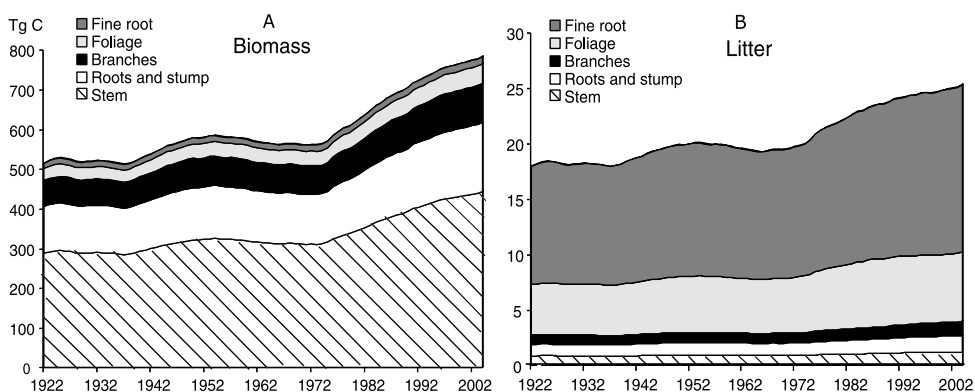 Tg C
A
Biomass
Fine root
Foliage
Branches
Roots and stump
Stem
800
700
600
500
400
300
200
100
0
1922 1932 1942 1952 1962 1972 1982 1992 2002
B
Litter
Fine root
Foliage
Branches
Roots and stump
Stem
30
25
20
15
10
5
0
1922 1932 1942 1952 1962 1972 1982 1992 2002